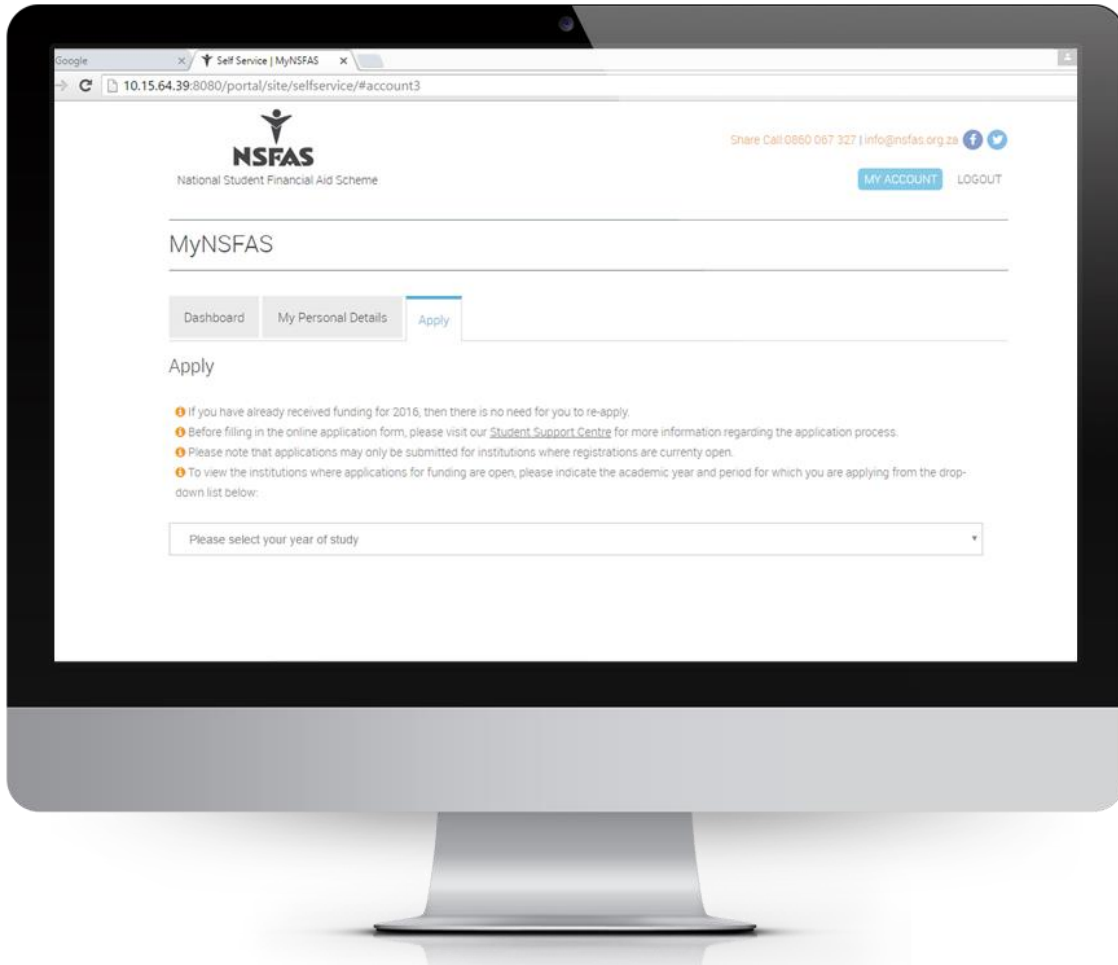 Google
Self Service | MyNSFAS
10.15.64.39:8080/portal/site/selfservice/#account3
NSFAS
National Student Financial Aid Scheme
Share Call 0860 067 327 | info@nsfas.org.za
MY ACCOUNT LOGOUT
MyNSFAS
Dashboard My Personal Details Apply
Apply
If you have already received funding for 2016, then there is no need for you to re-apply.
Before filling in the online application form, please visit our Student Support Centre for more information regarding the application process.
Please note that applications may only be submitted for institutions where registrations are currenty open.
To view the institutions where applications for funding are open, please indicate the academic year and period for which you are applying from the drop-
down list below:
Please select your year of study